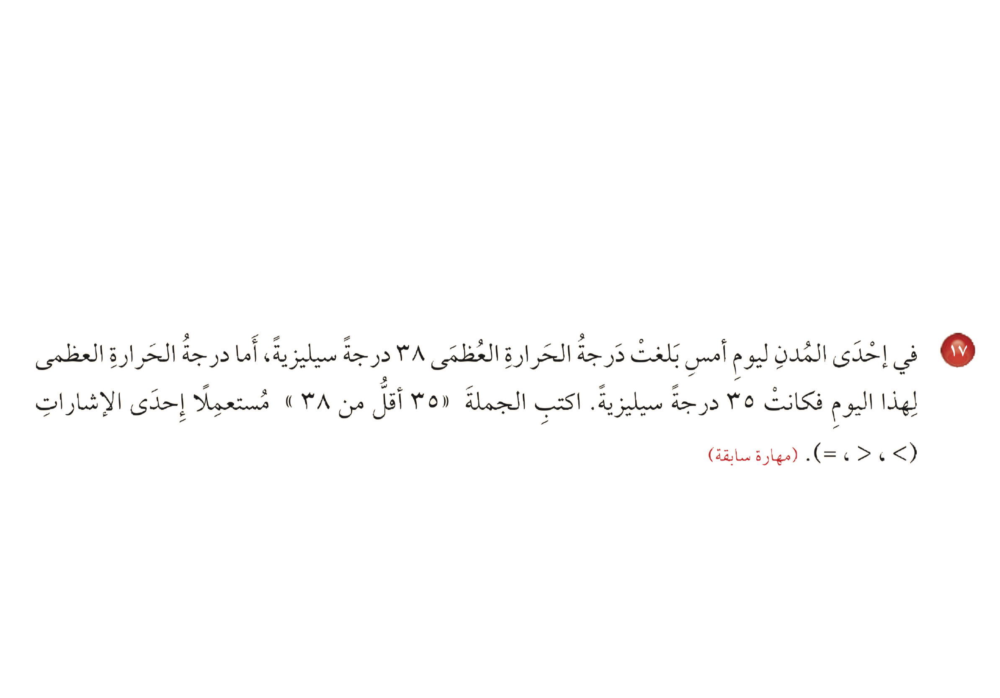 ١٧ في إحْدَى المُدنِ ليومِ أمسِ بَلغتْ دَرجةُ الحَرارةِ العُظمَى ٣٨ درجةً سيليزيةً، أَما درجةُ الحَرارةِ العظمى
لِهذا اليومِ فكانتْ ٣٥ درجةً سيليزيةً. اكتبِ الجملةَ «٣٥ أقلُّ من ٣٨ » مُستعمِلًا إِحدَى الإشاراتِ
(> ، < ، =). (مهارة سابقة)